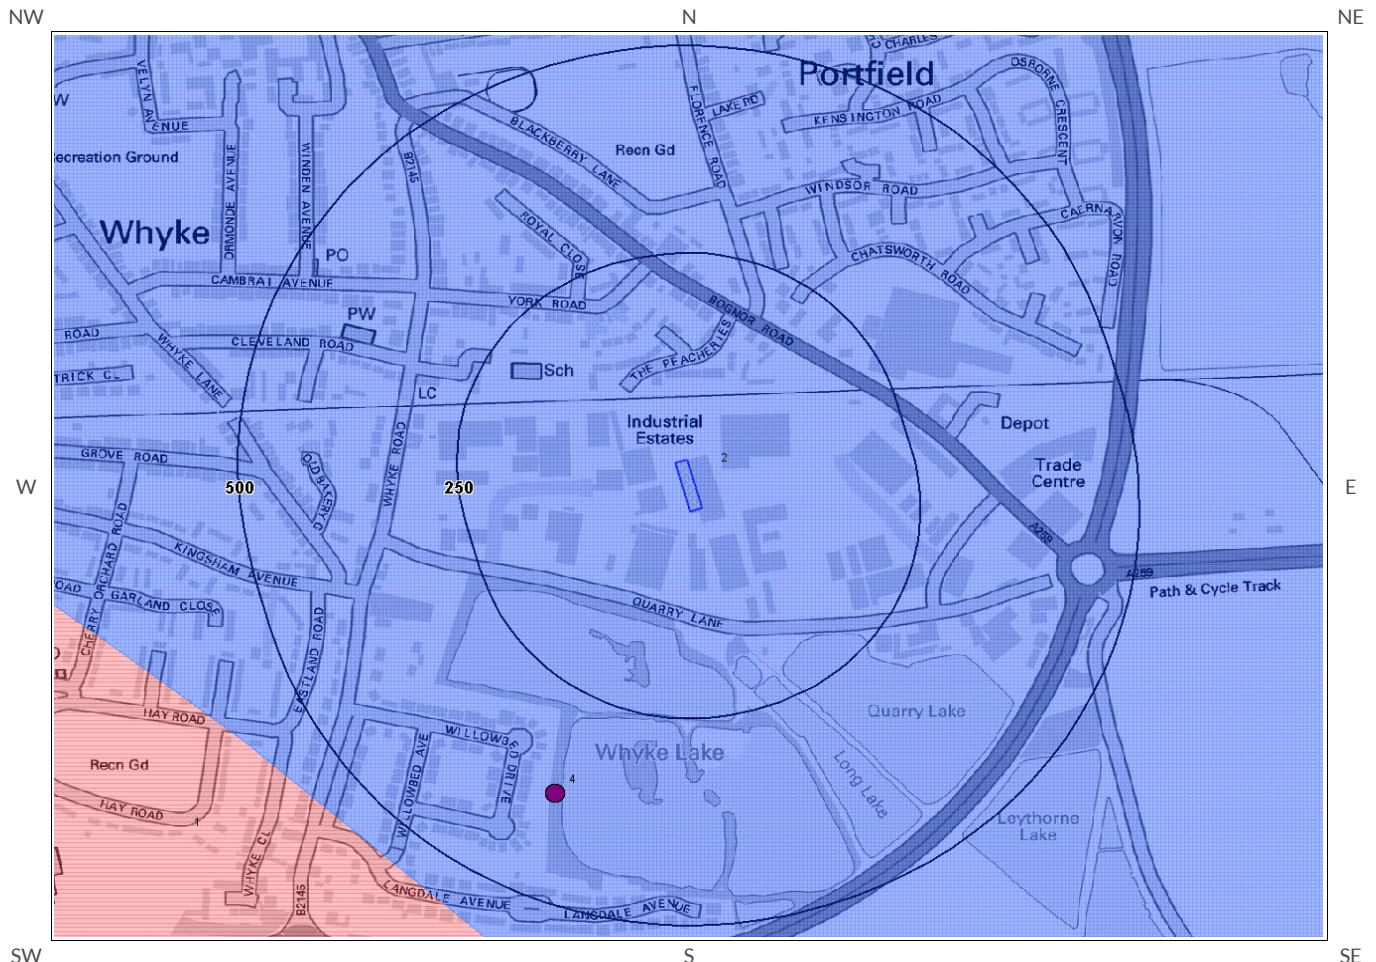 NW
N
NE
CHARLES
Portfield
OSBORNE CRESCENT
VELYN AVENUE
W
LAKE RD
FLORENCE ROAD
KENSINGTON ROAD
BLACKBERRY LANE
Recn Gd
ecreation Ground
ORMONDE AVENUE
WINDEN AVENUE
B2145
WINDSOR ROAD
CAERNARVON ROAD
Whyke
ROYAL CLOSE
PO
CHATSWORTH ROAD
CAMBRAI AVENUE
YORK ROAD
BOGNOR ROAD
PW
ROAD
CLEVELAND ROAD
WHYKE LANE
THE PEACHERIES
Sch
TRICK CL
LC
Industrial
Estates
Depot
GROVE ROAD
WHYKE ROAD
2
Trade
Centre
OLD BAKERY C
W
500
250
E
A259
KINGSHAM AVENUE
CHERRY ORCHARD ROAD
A259
Path & Cycle Track
OAD
GARLAND CLOSE
QUARRY LANE
EASTLAND ROAD
HAY ROAD
Quarry Lake
WILLOWBED DRIVE
Whyke Lake
WILLOWBED AVE
Recn Gd
Long Lake
4
HAY ROAD
1
Leythorne
Lake
WHYKE CL
B2145
LANGDALE AVENUE
LANGDALE AVENUE
SW
S
SE